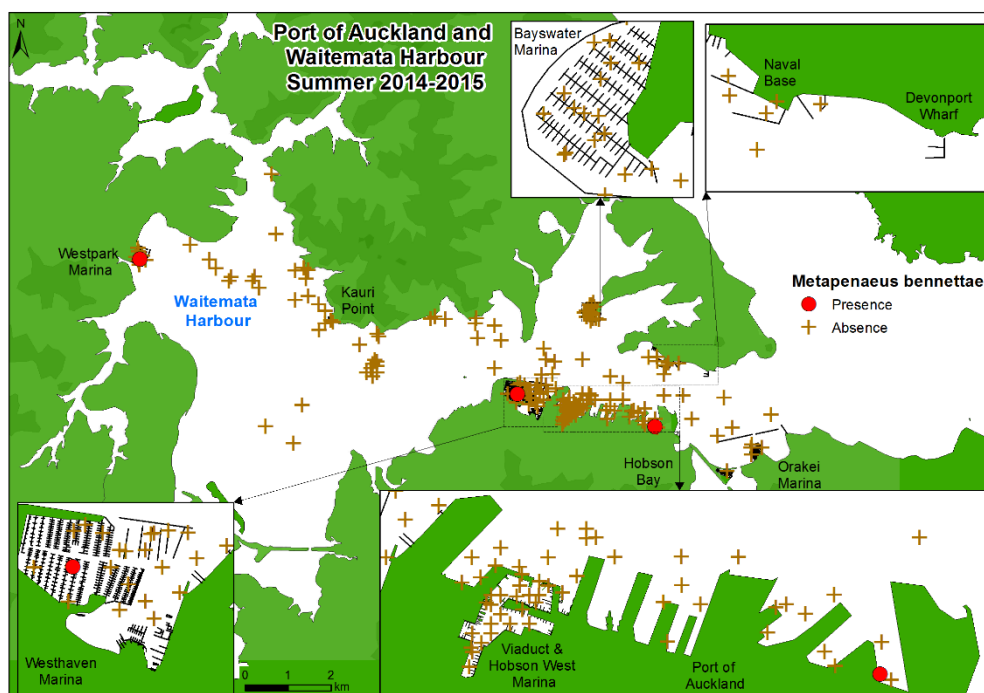 N
Port of Auckland and
Waitemata Harbour
Summer 2014-2015
Bayswater
Marina
Naval
Base
Devonport
Wharf
Westpark
Marina
Waitemata
Harbour
Kauri
Point
Metapenaeus bennettae
Presence
Absence
Hobson
Bay
Orakei
Marina
Westhaven
Marina
0 1 2
km
Viaduct &
Hobson West
Marina
Port of
Auckland